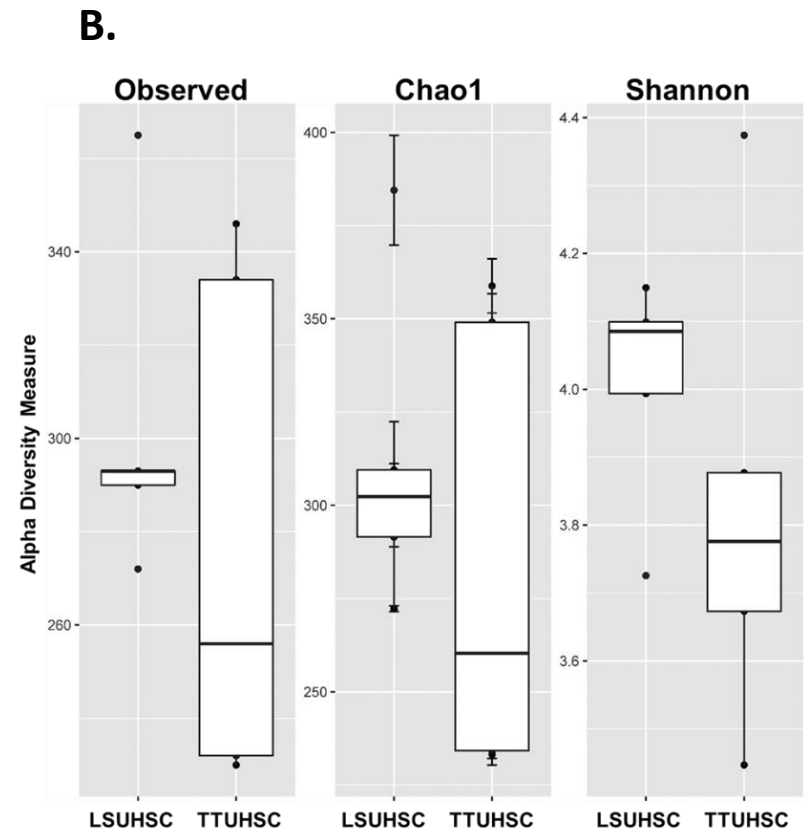 B.
Observed
Chao1
Shannon
Alpha Diversity Measure
340
300
260
400
350
300
250
4.4
4.2
4.0
3.8
3.6
LSUHSC TTUHSC
LSUHSC TTUHSC
LSUHSC TTUHSC